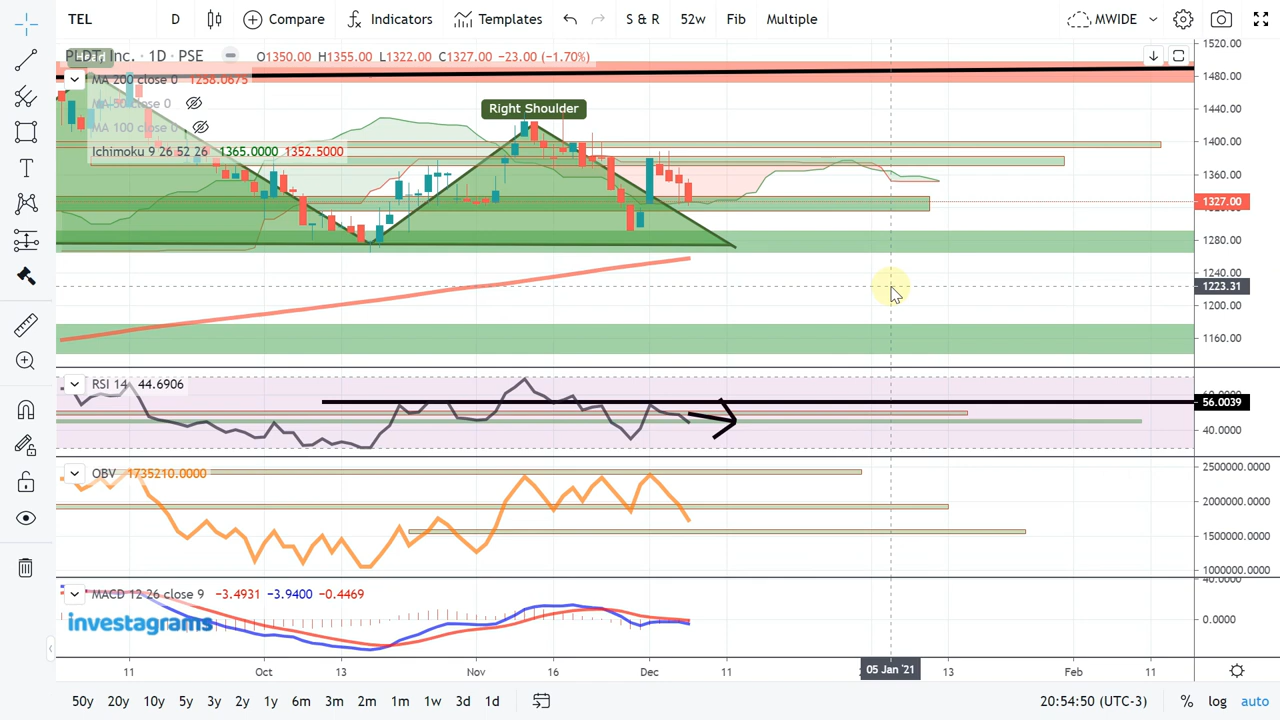 TEL D Compare Indicators Templates S & R 52w Fib Multiple MWIDE
PLDT, Inc. · 1D · PSE O1350.00 H1355.00 L1322.00 C1327.00 −23.00 (−1.70%)
MA 200 close 0 1258.0675
MA 50 close 0
MA 100 close 0
Ichimoku 9 26 52 26 1365.0000 1352.5000
Right Shoulder
1520.00
1480.00
1440.00
1400.00
1360.00
1327.00
1280.00
1240.00
1223.31
1200.00
1160.00
RSI 14 44.6906
56.0039
40.0000
OBV 1735210.0000
2500000.0000
2000000.0000
1500000.0000
1000000.0000
MACD 12 26 close 9 −3.4931 −3.9400 −0.4469
40.0000
0.0000
investagrams
11 Oct 13 Nov 16 Dec 11 05 Jan '21 13 Feb 11
50y 20y 10y 5y 3y 2y 1y 6m 3m 2m 1m 1w 3d 1d 20:54:50 (UTC-3) % log auto